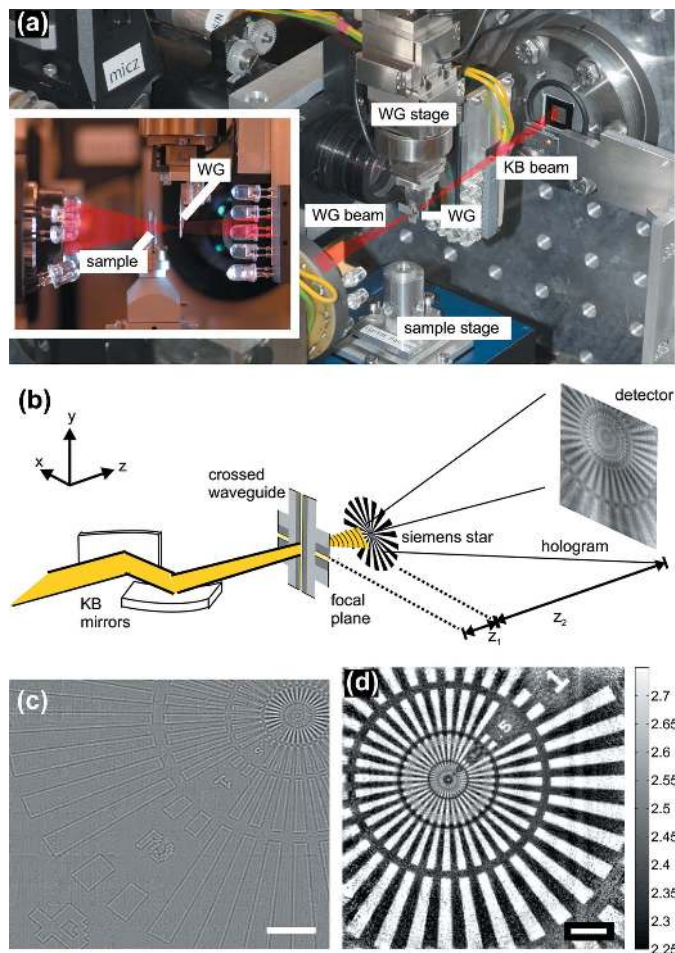 (a)
micz
N/S
WG stage
KB beam
WG
WG beam
WG
sample
sample stage
(b)
detector
y
x
z
crossed
waveguide
siemens star
hologram
KB
mirrors
focal
plane
z1
z2
(c)
(d)
1
5
2.7
2.65
2.6
2.55
2.5
2.45
2.4
2.35
2.3
2.25